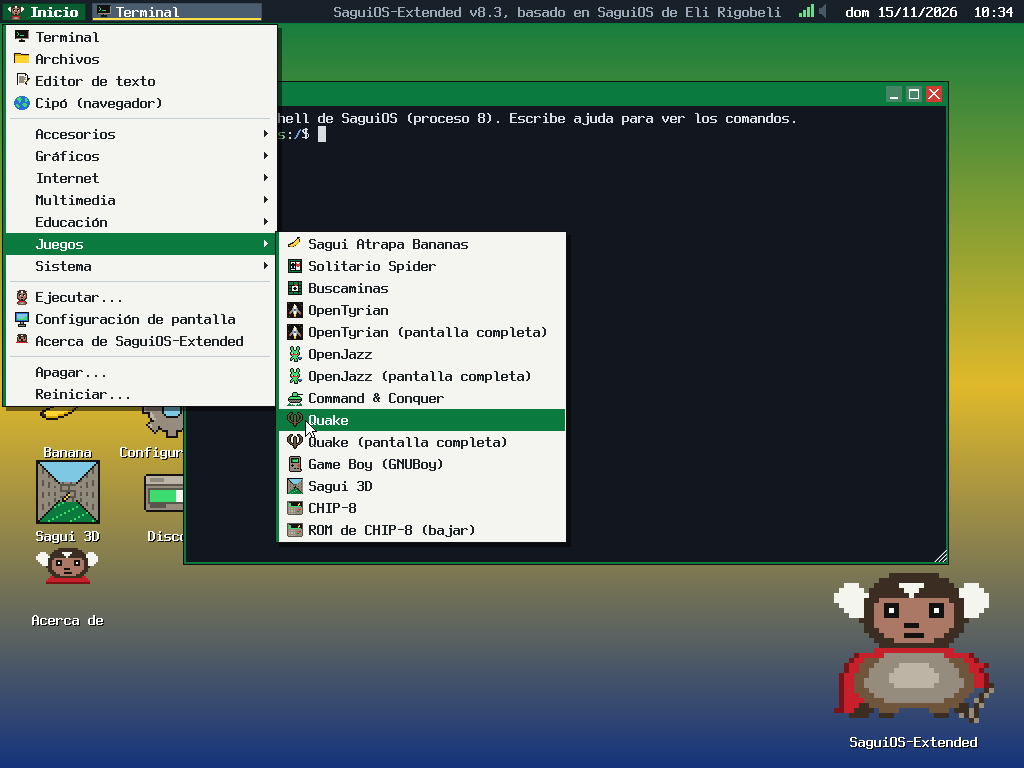 Inicio
Terminal
SaguiOS-Extended v8.3, basado en SaguiOS de Eli Rigobeli
dom 15/11/2026 10:34
Terminal
Archivos
Editor de texto
Cipó (navegador)
Accesorios
Gráficos
Internet
Multimedia
Educación
Juegos
Sistema
Ejecutar...
Configuración de pantalla
Acerca de SaguiOS-Extended
Apagar...
Reiniciar...
hell de SaguiOS (proceso 8). Escribe ajuda para ver los comandos.
s:/$
Sagui Atrapa Bananas
Solitario Spider
Buscaminas
OpenTyrian
OpenTyrian (pantalla completa)
OpenJazz
OpenJazz (pantalla completa)
Command & Conquer
Quake
Quake (pantalla completa)
Game Boy (GNUBoy)
Sagui 3D
CHIP-8
ROM de CHIP-8 (bajar)
Banana
Configur
Sagui 3D
Disco
Acerca de
SaguiOS-Extended